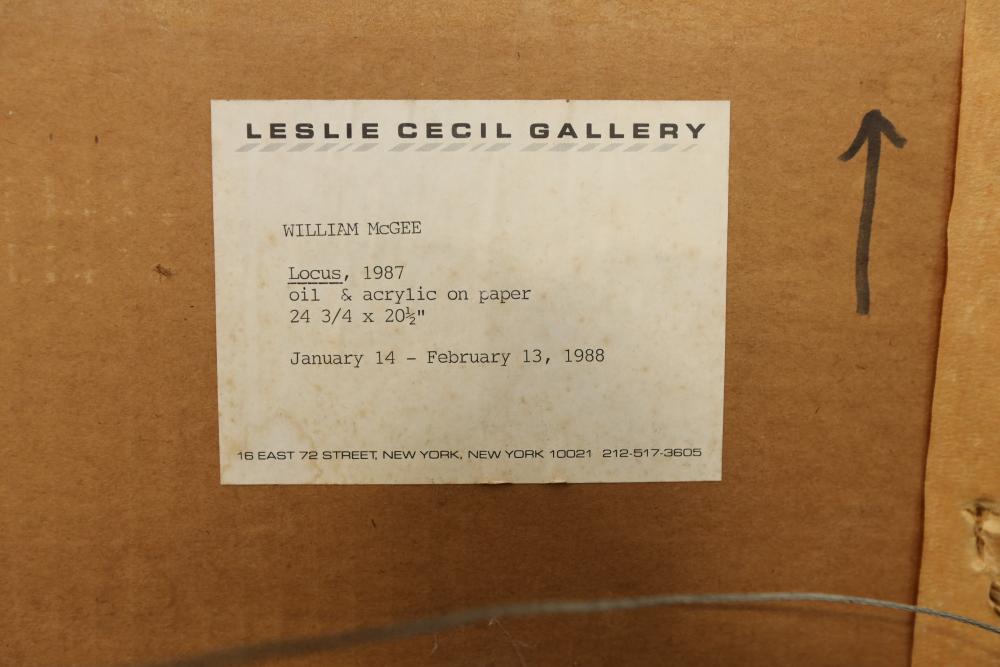 LESLIE CECIL GALLERY
WILLIAM McGEE
Locus, 1987
oil & acrylic on paper
24 3/4 x 20½"
January 14 - February 13, 1988
16 EAST 72 STREET, NEW YORK, NEW YORK 10021 212-517-3605